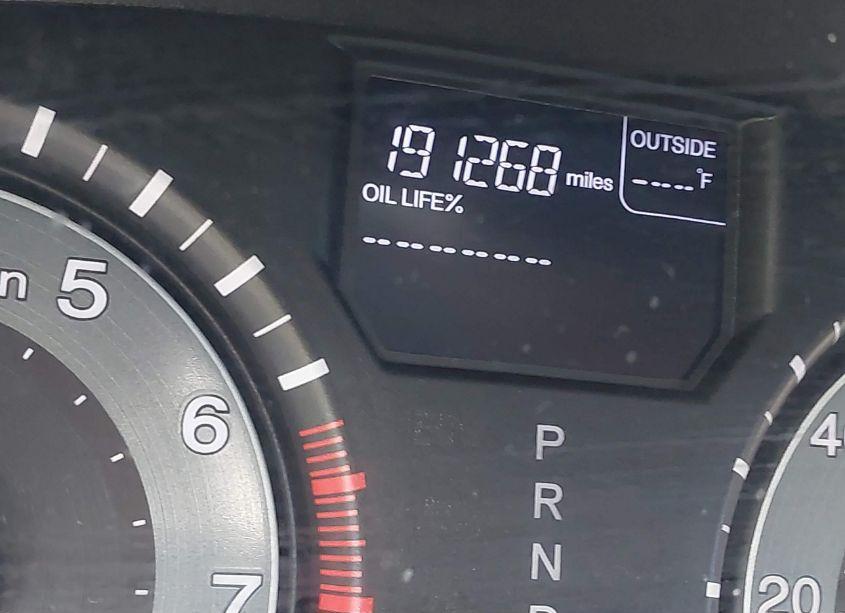 OUTSIDE
191268 miles
----°F
OIL LIFE%
----------
n
5
6
7
P
R
N
40
20